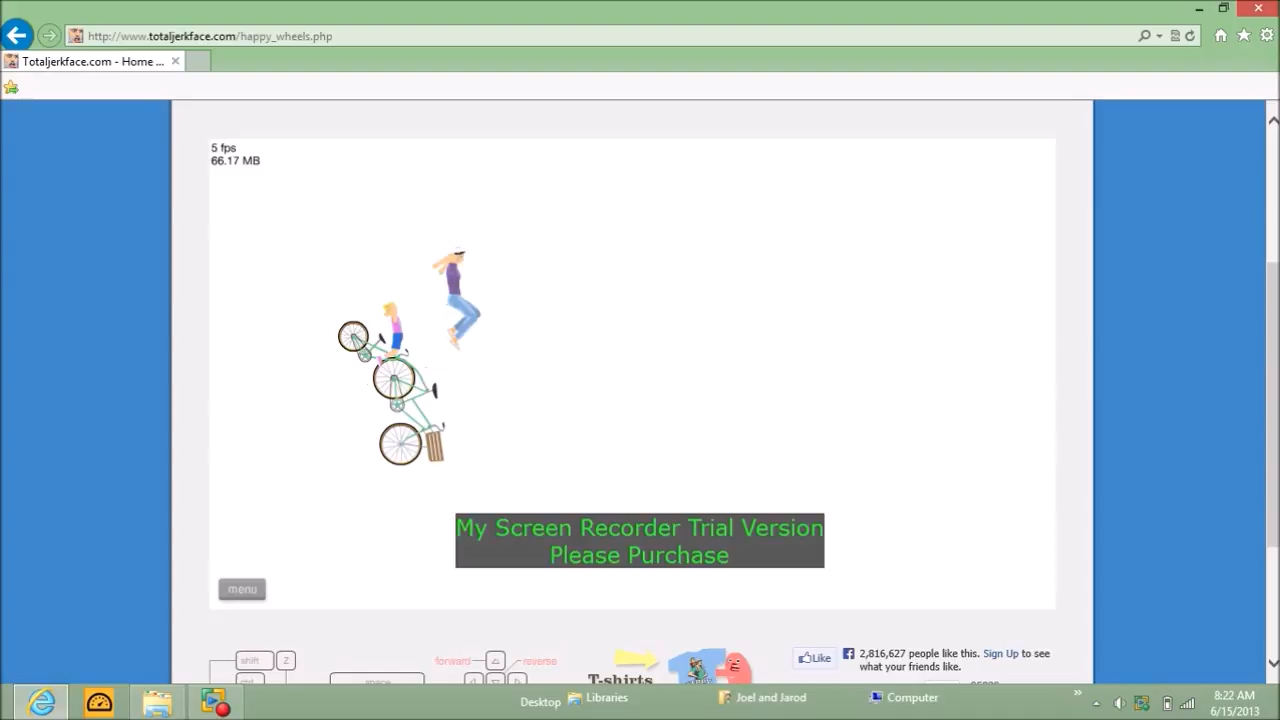 http://www.totaljerkface.com/happy_wheels.php
Totaljerkface.com - Home ...
5 fps
66.17 MB
My Screen Recorder Trial Version
Please Purchase
menu
shift Z
forward reverse
T-shirts
Like
2,816,627 people like this. Sign Up to see
what your friends like.
Desktop
Libraries
Joel and Jarod
Computer
8:22 AM
6/15/2013